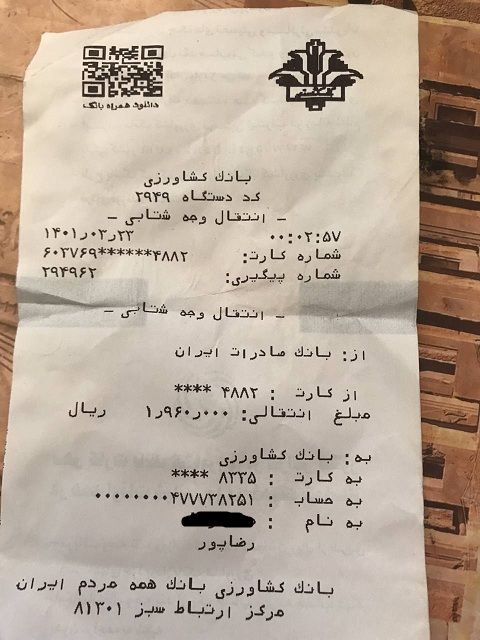 دانلود همراه بانک
بانک کشاورزی
کد دستگاه ۲۹۴۹
- انتقال وجه شتابی -
۱۴۰۱٫۰۳٫۲۳ ۰۰:۰۲:۵۷
شماره کارت: ۶۰۳۷۶۹******۴۸۸۲
شماره پیگیری: ۲۹۴۹۶۲
- انتقال وجه شتابی -
از: بانک صادرات ایران
از کارت : ۴۸۸۲ ****
مبلغ انتقالی: ۱٫۹۶۰٫۰۰۰ ریال
به: بانک کشاورزی
به کارت : ۸۲۳۵ ****
به حساب : ۰۰۰۰۰۰۰۰۰۴۷۷۷۳۸۲۵۱
به نام :
رضاپور
بانک کشاورزی بانک همه مردم ایران
مرکز ارتباط سبز ۸۱۳۰۱